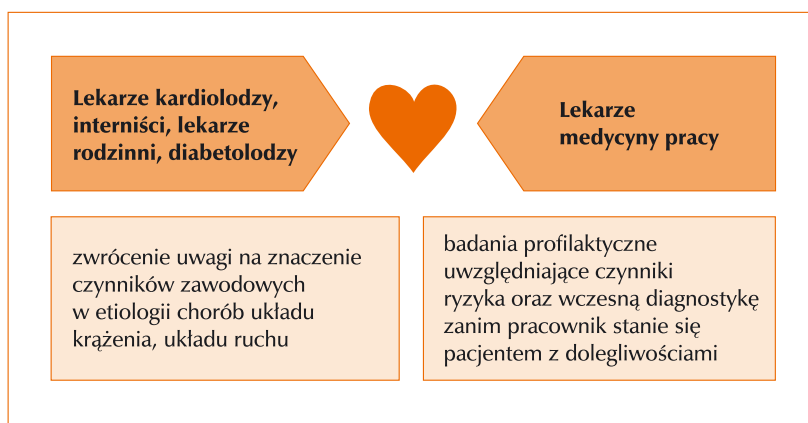 Lekarze kardiolodzy,
interniści, lekarze
rodzinni, diabetolodzy
Lekarze
medycyny pracy
zwrócenie uwagi na znaczenie
czynników zawodowych
w etiologii chorób układu
krążenia, układu ruchu
badania profilaktyczne
uwzględniające czynniki
ryzyka oraz wczesną diagnostykę
zanim pracownik stanie się
pacjentem z dolegliwościami